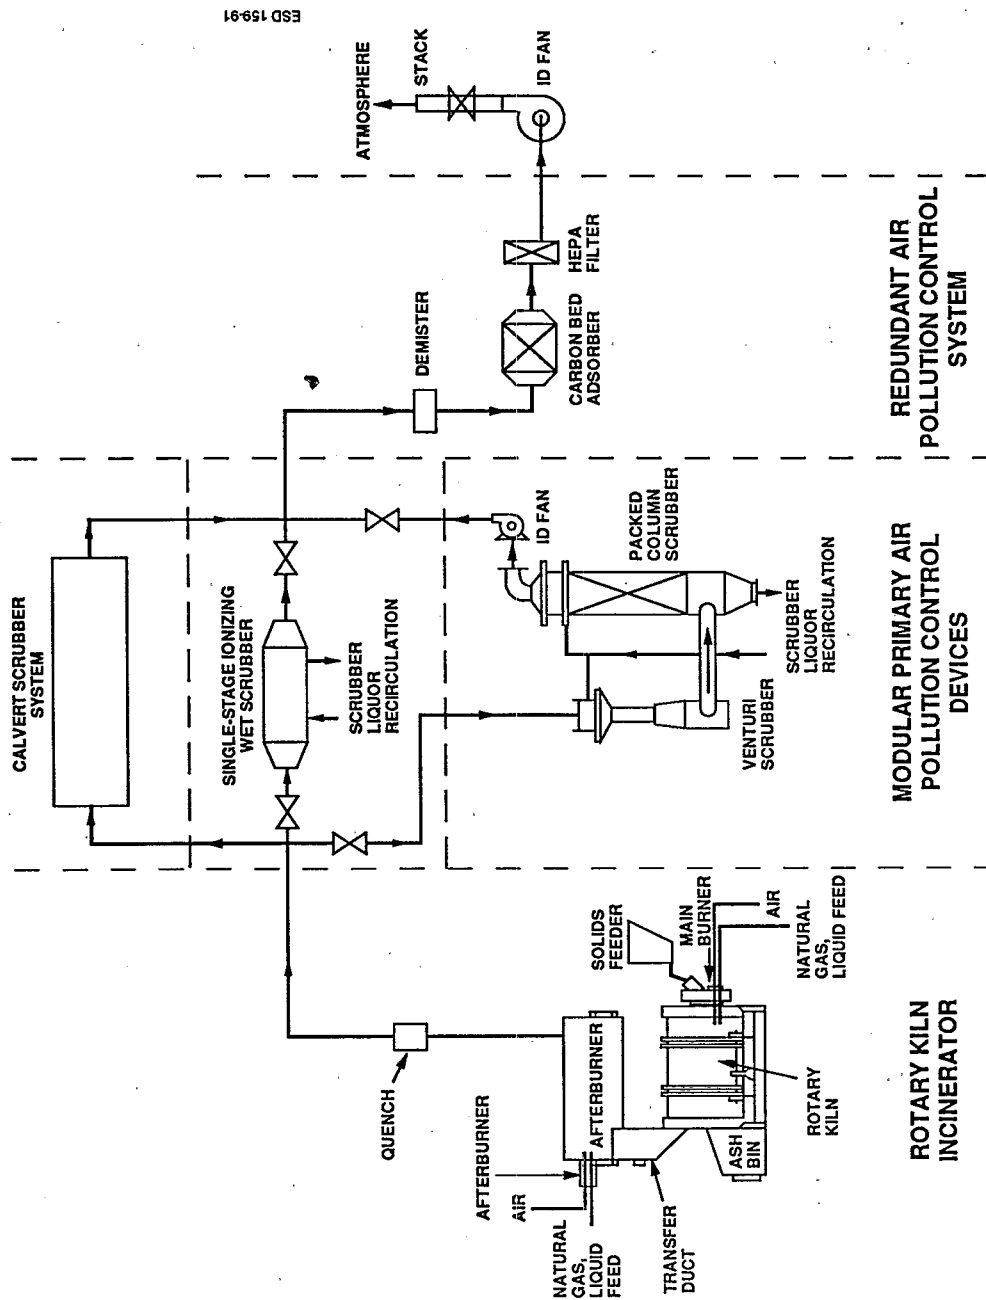 CALVERT SCRUBBER
SYSTEM
SINGLE-STAGE IONIZING
WET SCRUBBER
SCRUBBER
LIQUOR
RECIRCULATION
ATMOSPHERE
STACK
ID FAN
DEMISTER
HEPA
FILTER
CARBON BED
ADSORBER
ID FAN
PACKED
COLUMN
SCRUBBER
SCRUBBER
LIQUOR
RECIRCULATION
VENTURI
SCRUBBER
QUENCH
AFTERBURNER
AIR
NATURAL
GAS,
LIQUID
FEED
AFTERBURNER
TRANSFER
DUCT
SOLIDS
FEEDER
MAIN
BURNER
AIR
NATURAL
GAS,
LIQUID FEED
ROTARY
KILN
ASH
BIN
ROTARY KILN
INCINERATOR
MODULAR PRIMARY AIR
POLLUTION CONTROL
DEVICES
REDUNDANT AIR
POLLUTION CONTROL
SYSTEM
ESD 159-91